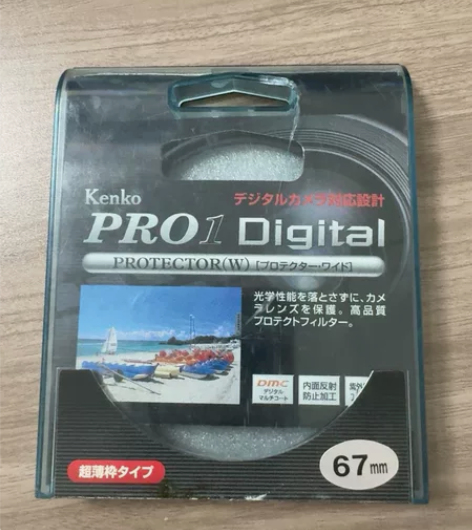 Kenko
デジタルカメラ対応設計
PRO1 Digital
PROTECTOR(W) [プロテクター・ワイド]
光学性能を落とさずに、カメ
ラレンズを保護。高品質
プロテクトフィルター。
DMC
デジタル
マルチコート
内面反射
防止加工
紫外
超薄枠タイプ
67mm